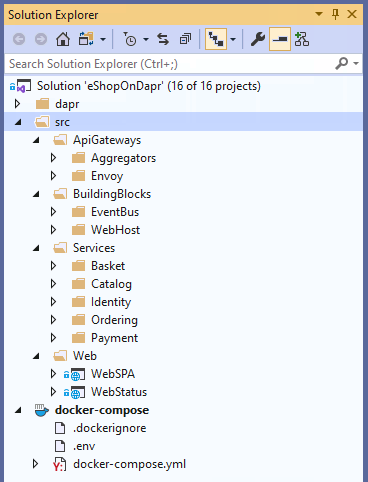 Solution Explorer
Search Solution Explorer (Ctrl+;)
Solution 'eShopOnDapr' (16 of 16 projects)
dapr
src
ApiGateways
Aggregators
Envoy
BuildingBlocks
EventBus
WebHost
Services
Basket
Catalog
Identity
Ordering
Payment
Web
WebSPA
WebStatus
docker-compose
.dockerignore
.env
docker-compose.yml